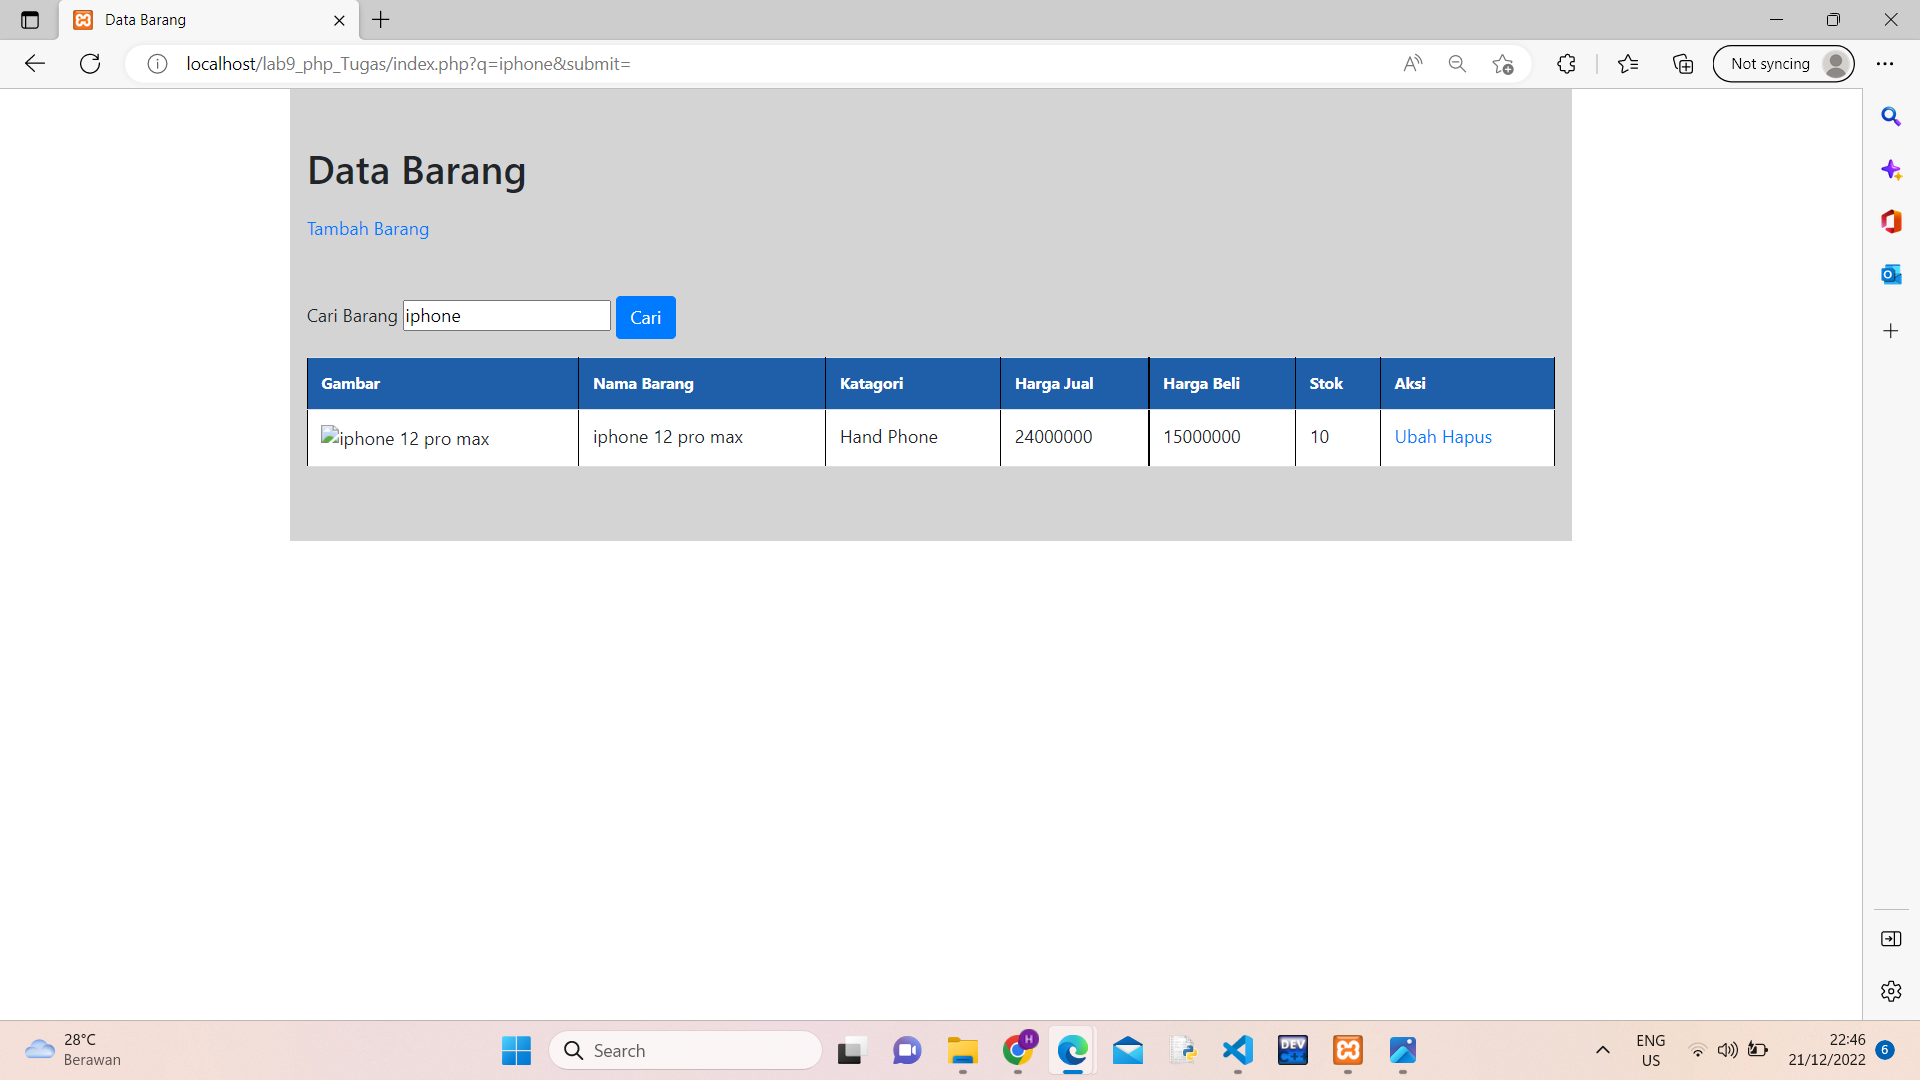 Data Barang
localhost/lab9_php_Tugas/index.php?q=iphone&submit=
Not syncing
Data Barang
Tambah Barang
Cari Barang iphone Cari
Gambar Nama Barang Katagori Harga Jual Harga Beli Stok Aksi
iphone 12 pro max iphone 12 pro max Hand Phone 24000000 15000000 10 Ubah Hapus
28°C
Berawan
Search
H
DEV
ENG
US
22:46
21/12/2022
6